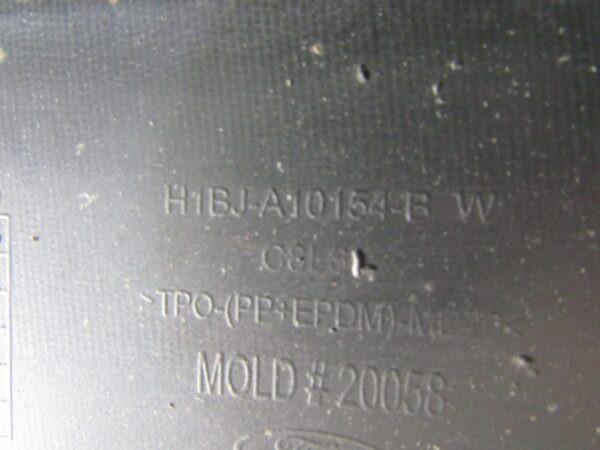 H1BJ-A10154-B W
>TPO-(PP+EPDM)-
MOLD # 20058